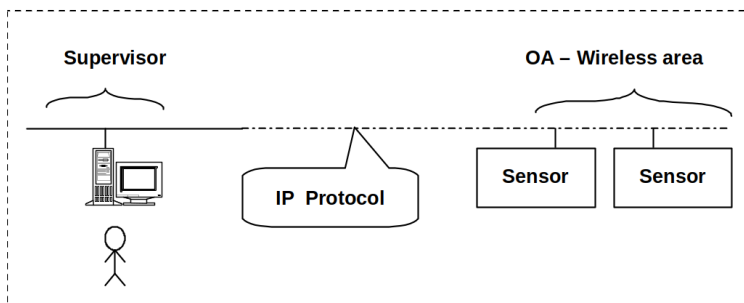 Supervisor
OA – Wireless area
IP Protocol
Sensor
Sensor